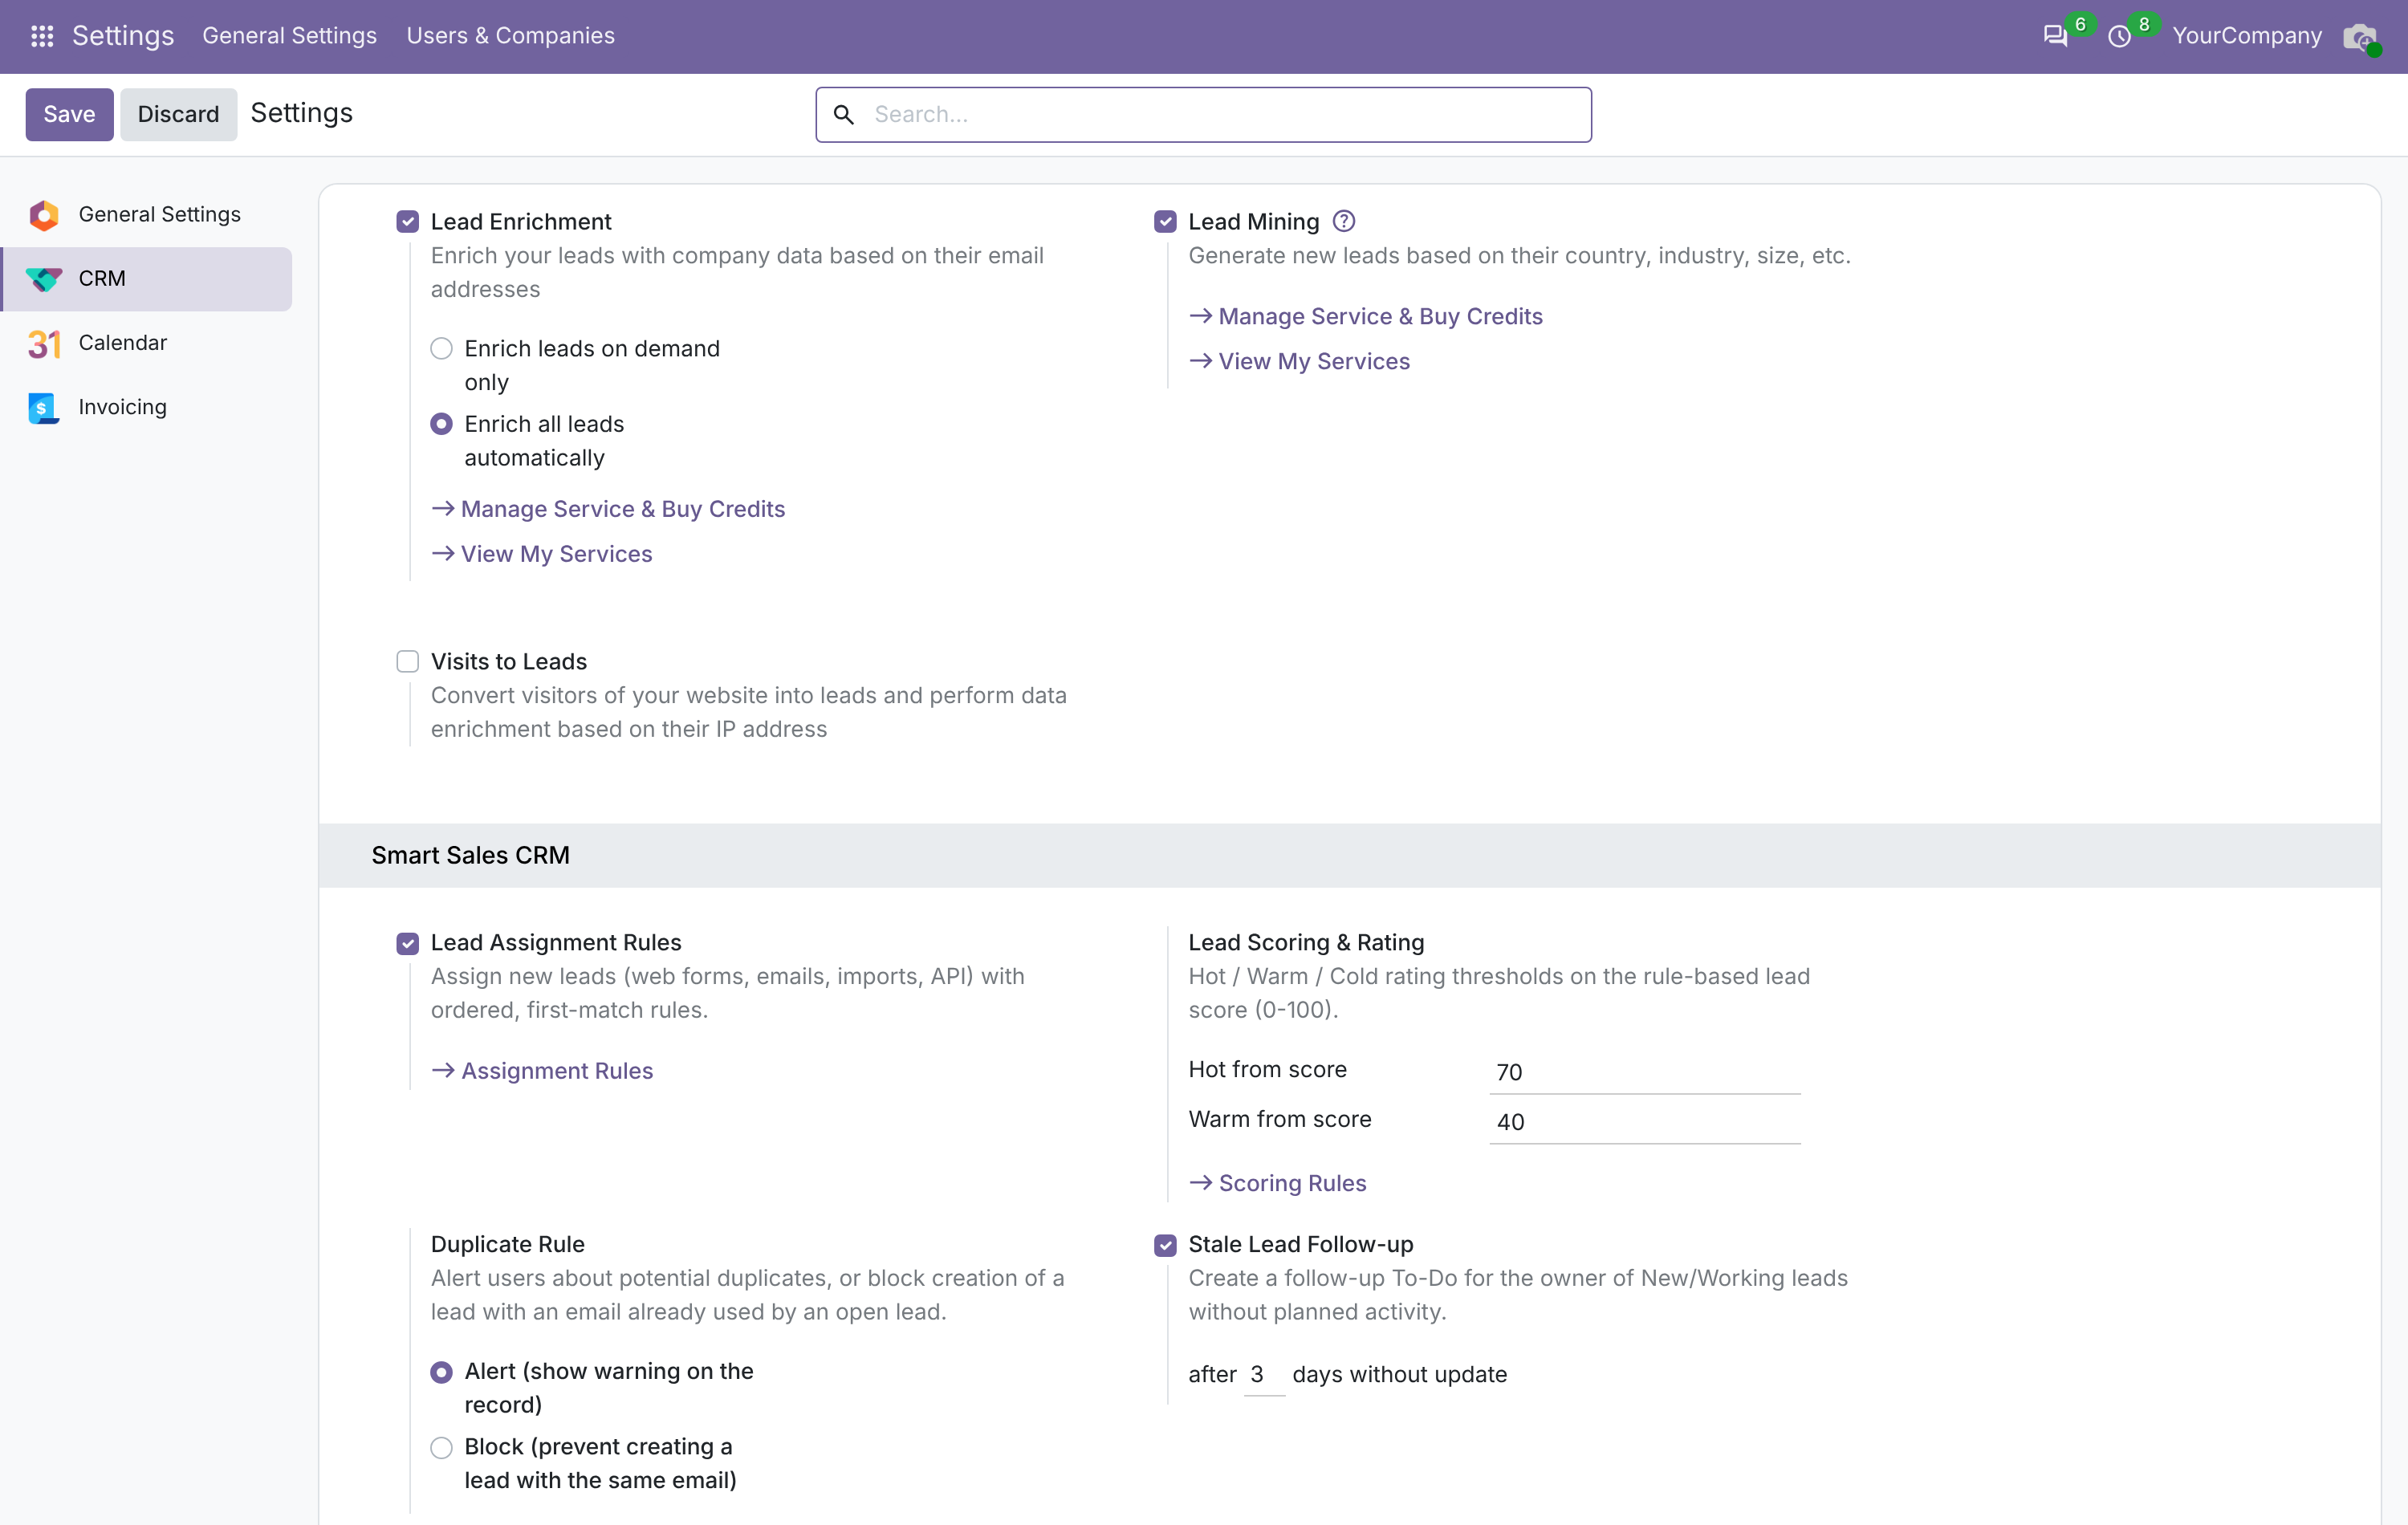 Settings
General Settings
Users & Companies
6
8
YourCompany
Save
Discard
Settings
Search...
General Settings
CRM
31 Calendar
$ Invoicing
Lead Enrichment
Enrich your leads with company data based on their email
addresses
Enrich leads on demand
only
Enrich all leads
automatically
→ Manage Service & Buy Credits
→ View My Services
Lead Mining ?
Generate new leads based on their country, industry, size, etc.
→ Manage Service & Buy Credits
→ View My Services
Visits to Leads
Convert visitors of your website into leads and perform data
enrichment based on their IP address
Smart Sales CRM
Lead Assignment Rules
Assign new leads (web forms, emails, imports, API) with
ordered, first-match rules.
→ Assignment Rules
Lead Scoring & Rating
Hot / Warm / Cold rating thresholds on the rule-based lead
score (0-100).
Hot from score 70
Warm from score 40
→ Scoring Rules
Duplicate Rule
Alert users about potential duplicates, or block creation of a
lead with an email already used by an open lead.
Alert (show warning on the
record)
Block (prevent creating a
lead with the same email)
Stale Lead Follow-up
Create a follow-up To-Do for the owner of New/Working leads
without planned activity.
after 3 days without update